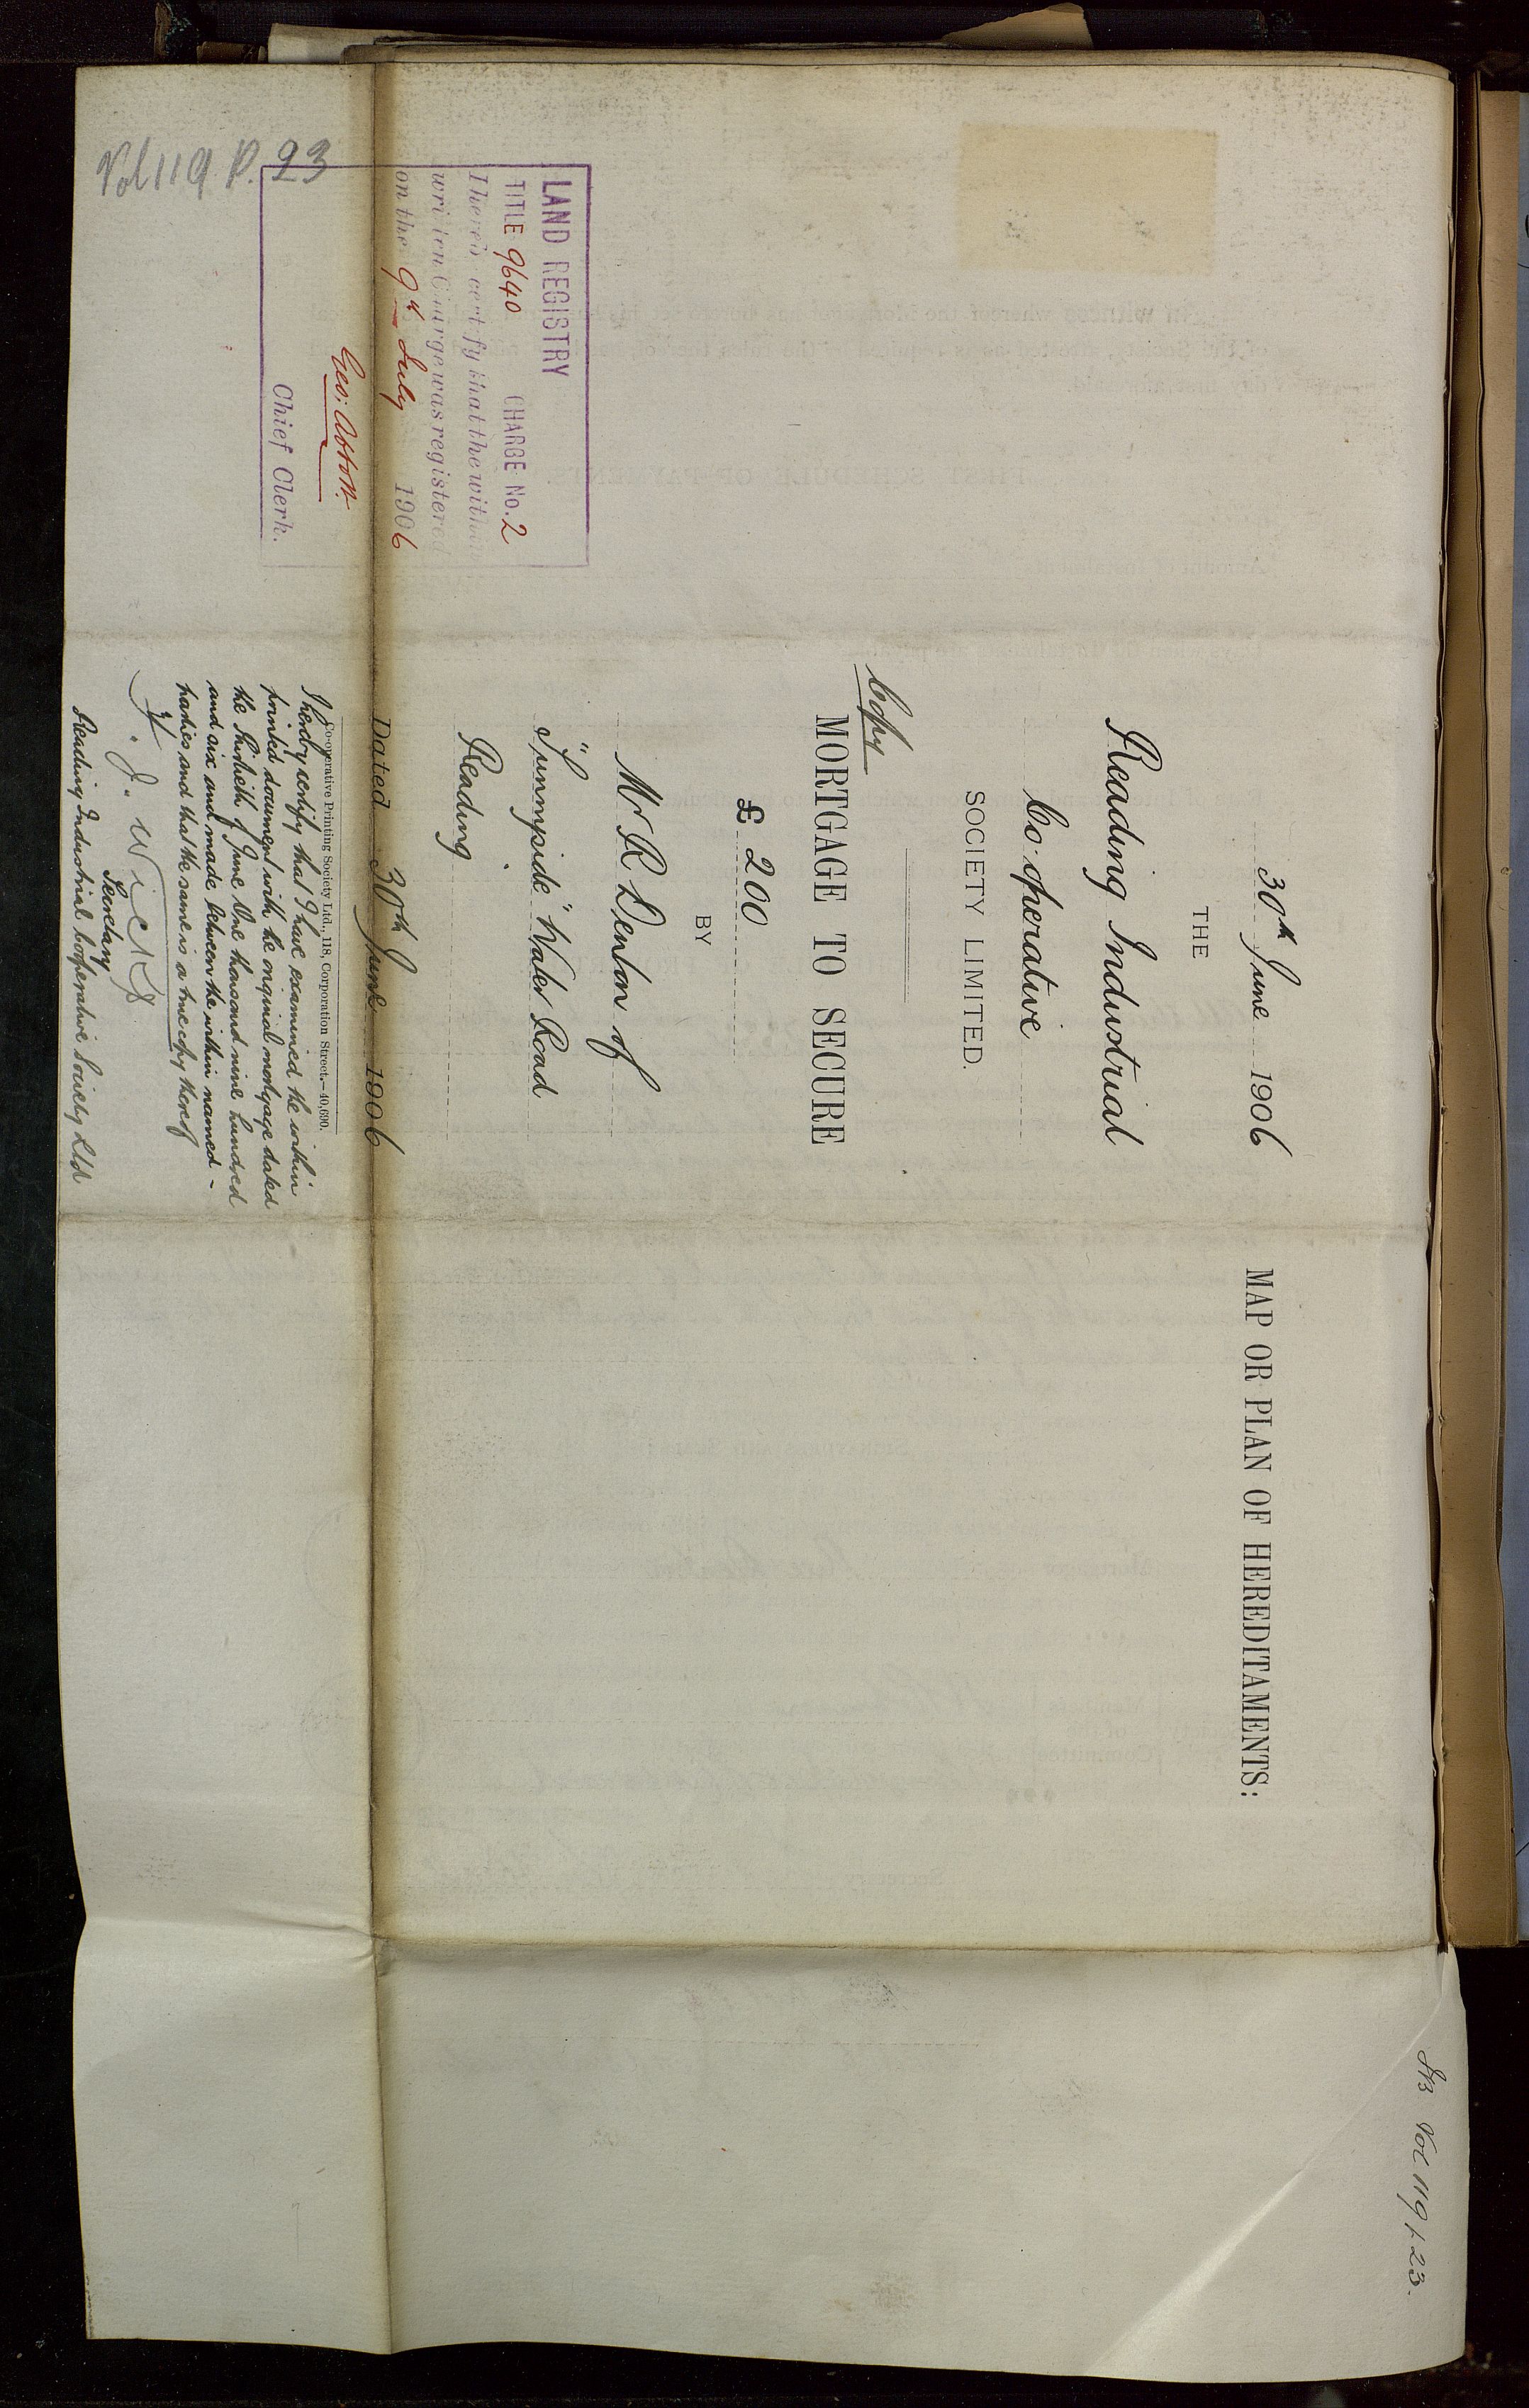 30th June 1906
THE
Reading Industrial
Co-operative
SOCIETY LIMITED.
Copy
MORTGAGE TO SECURE
£ 200
BY
Mr R Denton of
"Sunnyside" Water Road
Reading
Dated 30th June 1906
Co-operative Printing Society Ltd., 118, Corporation Street.—40,690.
I hereby certify that I have examined the within
printed document with the original mortgage dated
the Thirtieth of June One thousand nine hundred
and six and made between the within named -
parties and that the same is a true copy thereof
J. Wicks
Secretary
Reading Industrial Cooperative Society Ltd
LAND REGISTRY
TITLE 9640 CHARGE No. 2
I hereby certify that the within
written Charge was registered
on the 9th July 1906
Geo: Abbott
Chief Clerk.
Vol 119 P. 23
MAP OR PLAN OF HEREDITAMENTS:
Vol 119 p 23.